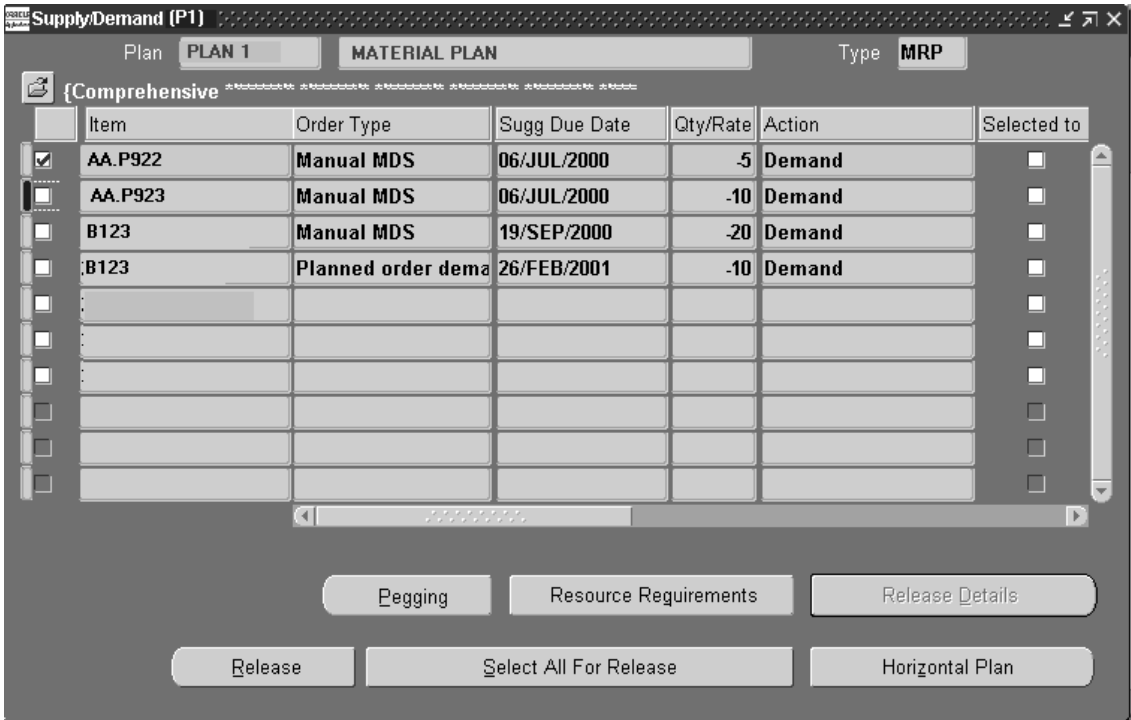 Supply/Demand (P1)
Plan PLAN 1 MATERIAL PLAN Type MRP
{Comprehensive
Item Order Type Sugg Due Date Qty/Rate Action Selected to
AA.P922 Manual MDS 06/JUL/2000 -5 Demand
AA.P923 Manual MDS 06/JUL/2000 -10 Demand
B123 Manual MDS 19/SEP/2000 -20 Demand
B123 Planned order dema 26/FEB/2001 -10 Demand
Pegging Resource Requirements Release Details
Release Select All For Release Horizontal Plan